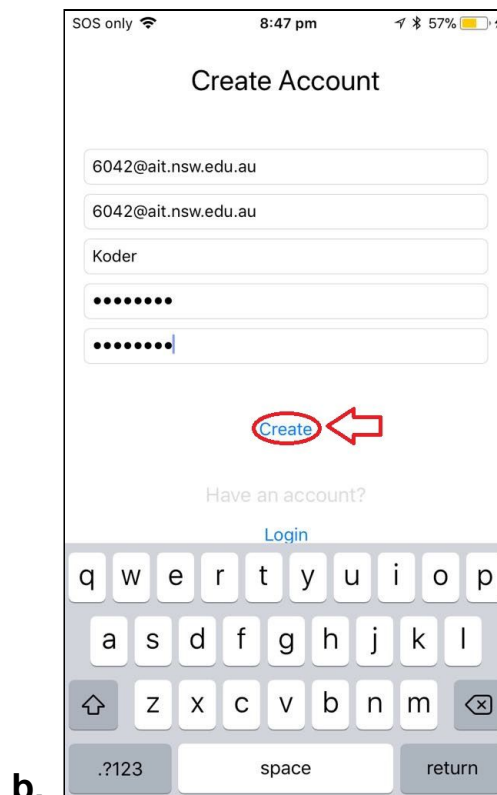 SOS only 8:47 pm 57%
Create Account
6042@ait.nsw.edu.au
6042@ait.nsw.edu.au
Koder
••••••••
••••••••
Create
Have an account?
Login
q w e r t y u i o p
a s d f g h j k l
z x c v b n m
.?123 space return
b.